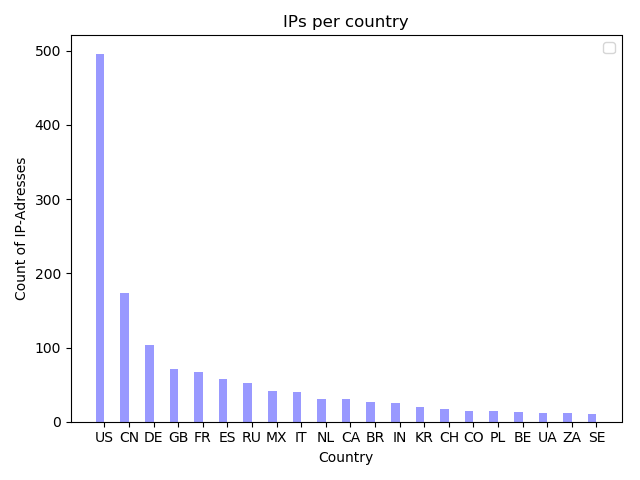 IPs per country
500
400
300
200
100
0
Count of IP-Adresses
US CN DE GB FR ES RU MX IT NL CA BR IN KR CH CO PL BE UA ZA SE
Country